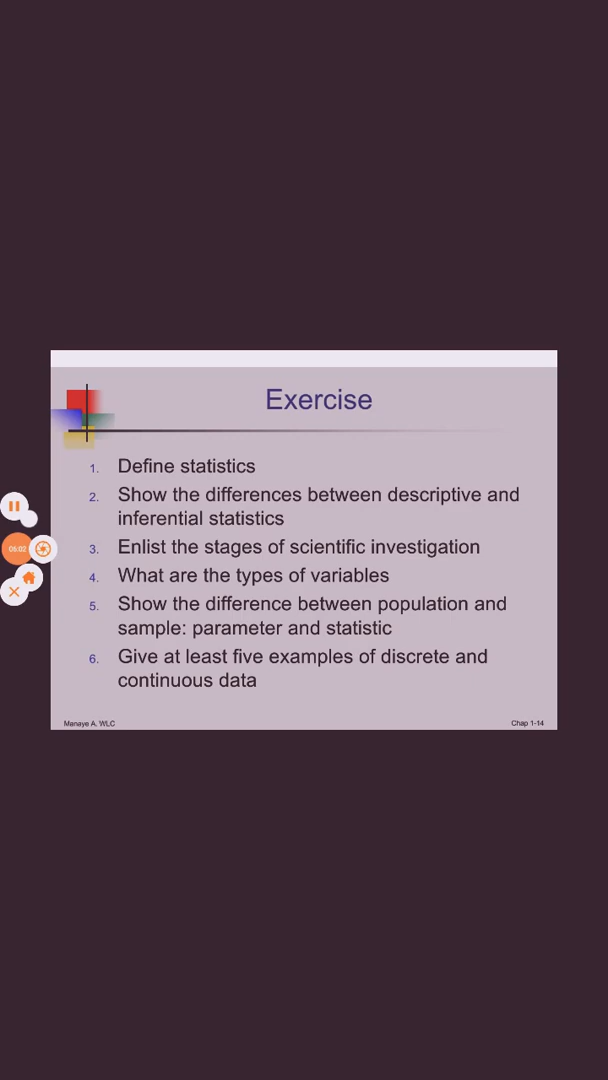 Exercise
1. Define statistics
2. Show the differences between descriptive and
inferential statistics
3. Enlist the stages of scientific investigation
4. What are the types of variables
5. Show the difference between population and
sample: parameter and statistic
6. Give at least five examples of discrete and
continuous data
06:02
Manaye A. WLC
Chap 1-14